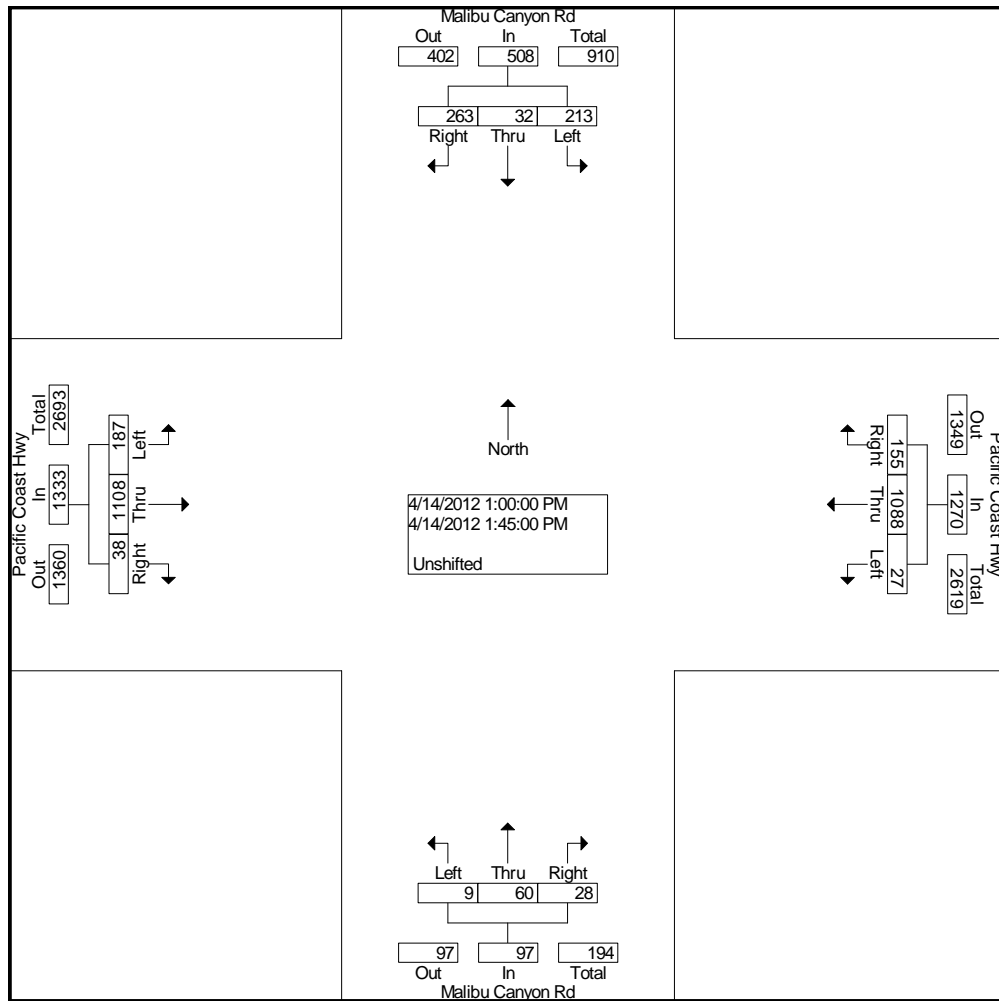 Malibu Canyon Rd
Out In Total
402 508 910
263 32 213
Right Thru Left
Pacific Coast Hwy
Out In Total
1360 1333 2693
38 1108 187
Right Thru Left
North
4/14/2012 1:00:00 PM
4/14/2012 1:45:00 PM
Unshifted
Right Thru Left
155 1088 27
1349 1270 2619
Out In Total
Pacific Coast Hwy
Left Thru Right
9 60 28
97 97 194
Out In Total
Malibu Canyon Rd